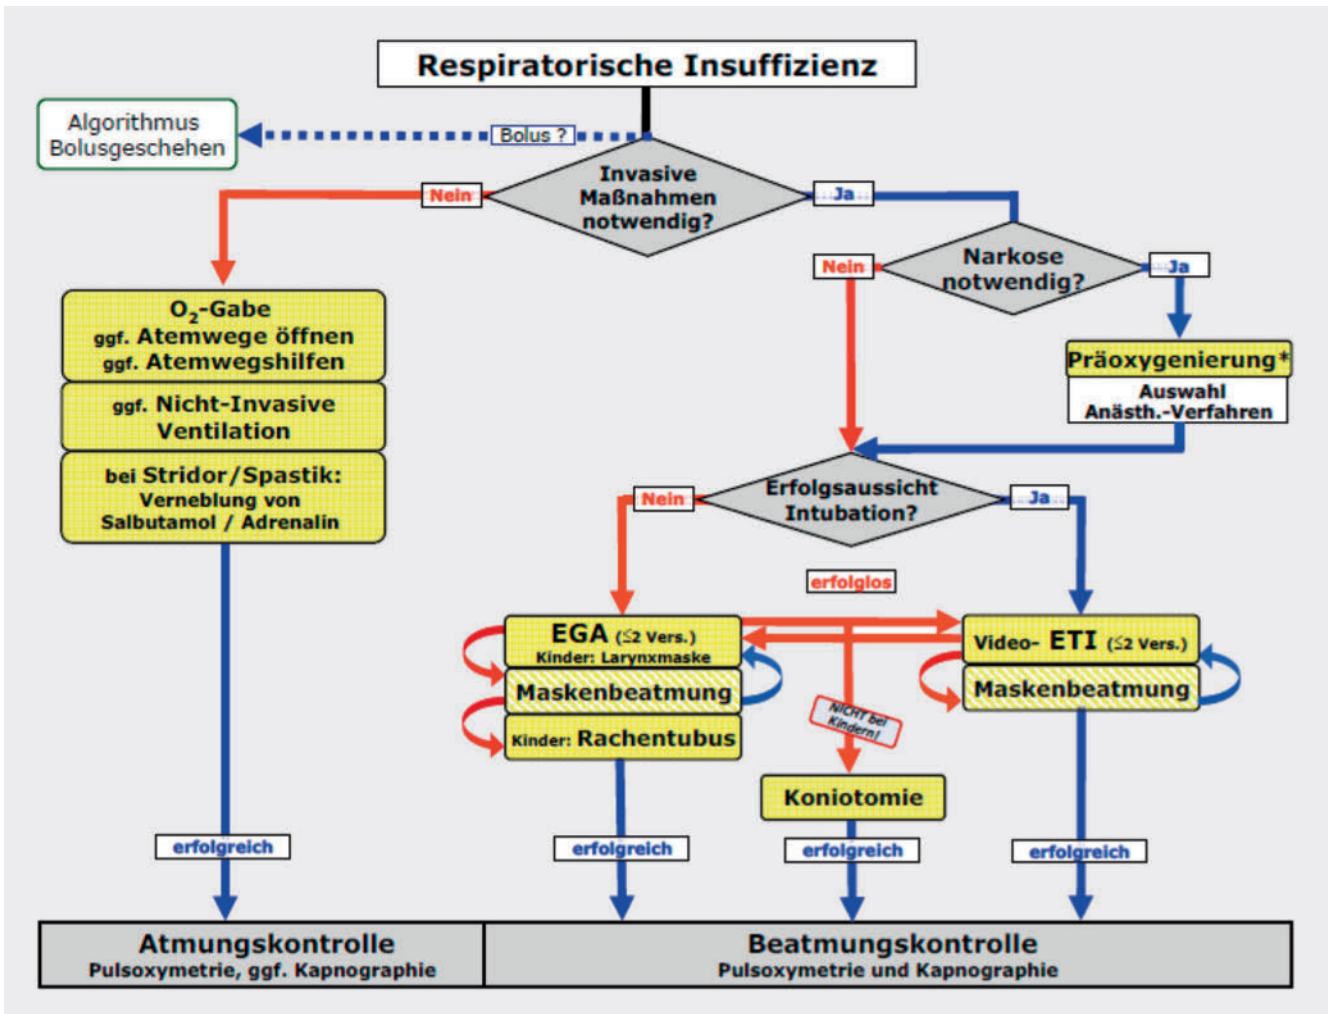 Respiratorische Insuffizienz
Algorithmus
Bolusgeschehen
Bolus ?
Invasive
Maßnahmen
notwendig?
Nein
Ja
Narkose
notwendig?
Nein
Ja
O2-Gabe
ggf. Atemwege öffnen
ggf. Atemwegshilfen
ggf. Nicht-Invasive
Ventilation
bei Stridor/Spastik:
Verneblung von
Salbutamol / Adrenalin
Präoxygenierung*
Auswahl
Anästh.-Verfahren
Erfolgsaussicht
Intubation?
Nein
Ja
erfolglos
EGA (≤2 Vers.)
Kinder: Larynxmaske
Maskenbeatmung
Kinder: Rachentubus
Video- ETI (≤2 Vers.)
Maskenbeatmung
NICHT bei
Kindern!
Koniotomie
erfolgreich
erfolgreich
erfolgreich
erfolgreich
Atmungskontrolle
Pulsoxymetrie, ggf. Kapnographie
Beatmungskontrolle
Pulsoxymetrie und Kapnographie